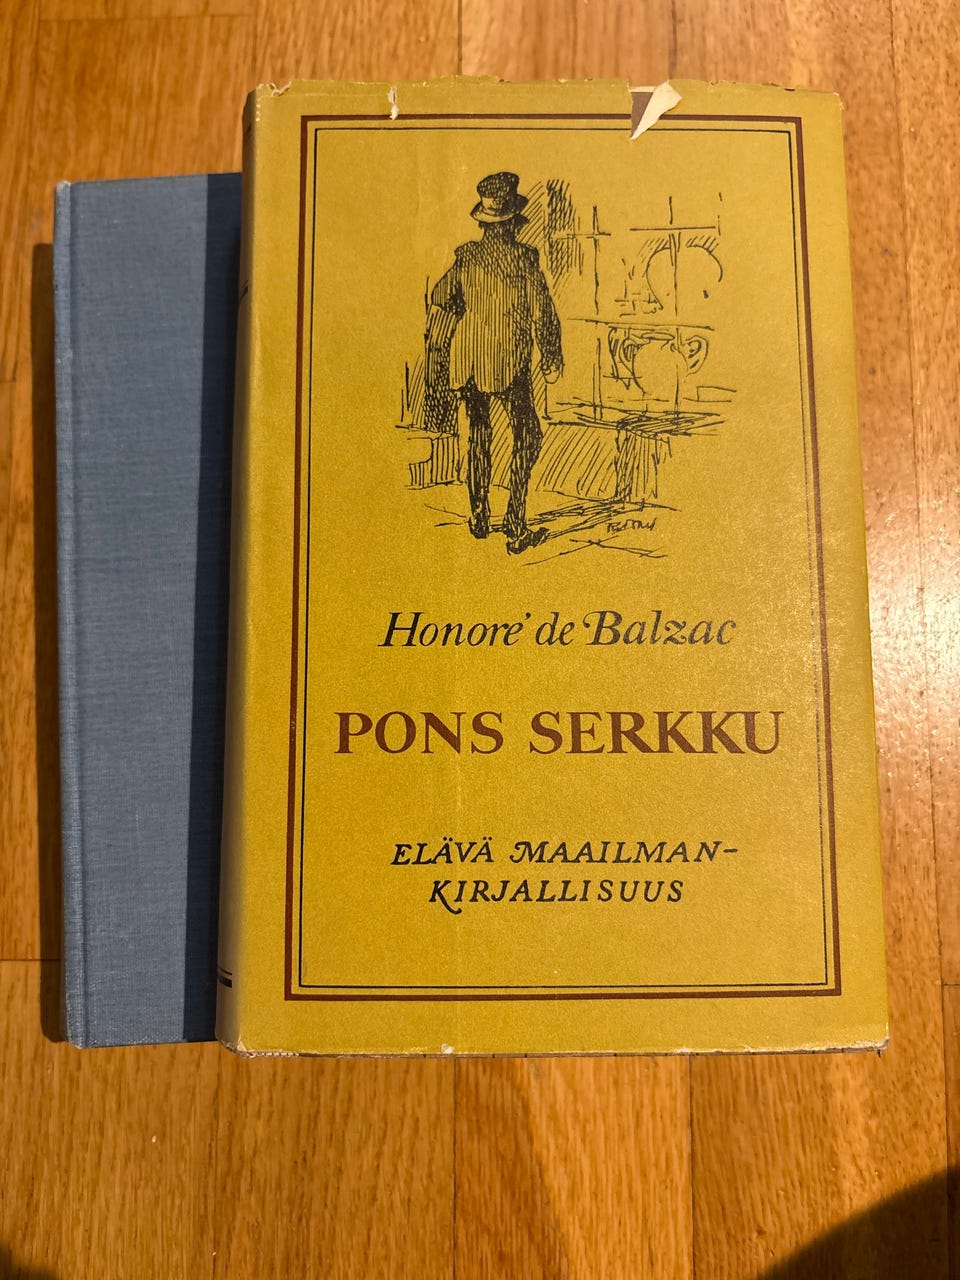 Honoré de Balzac
PONS SERKKU
ELÄVÄ MAAILMAN-
KIRJALLISUUS